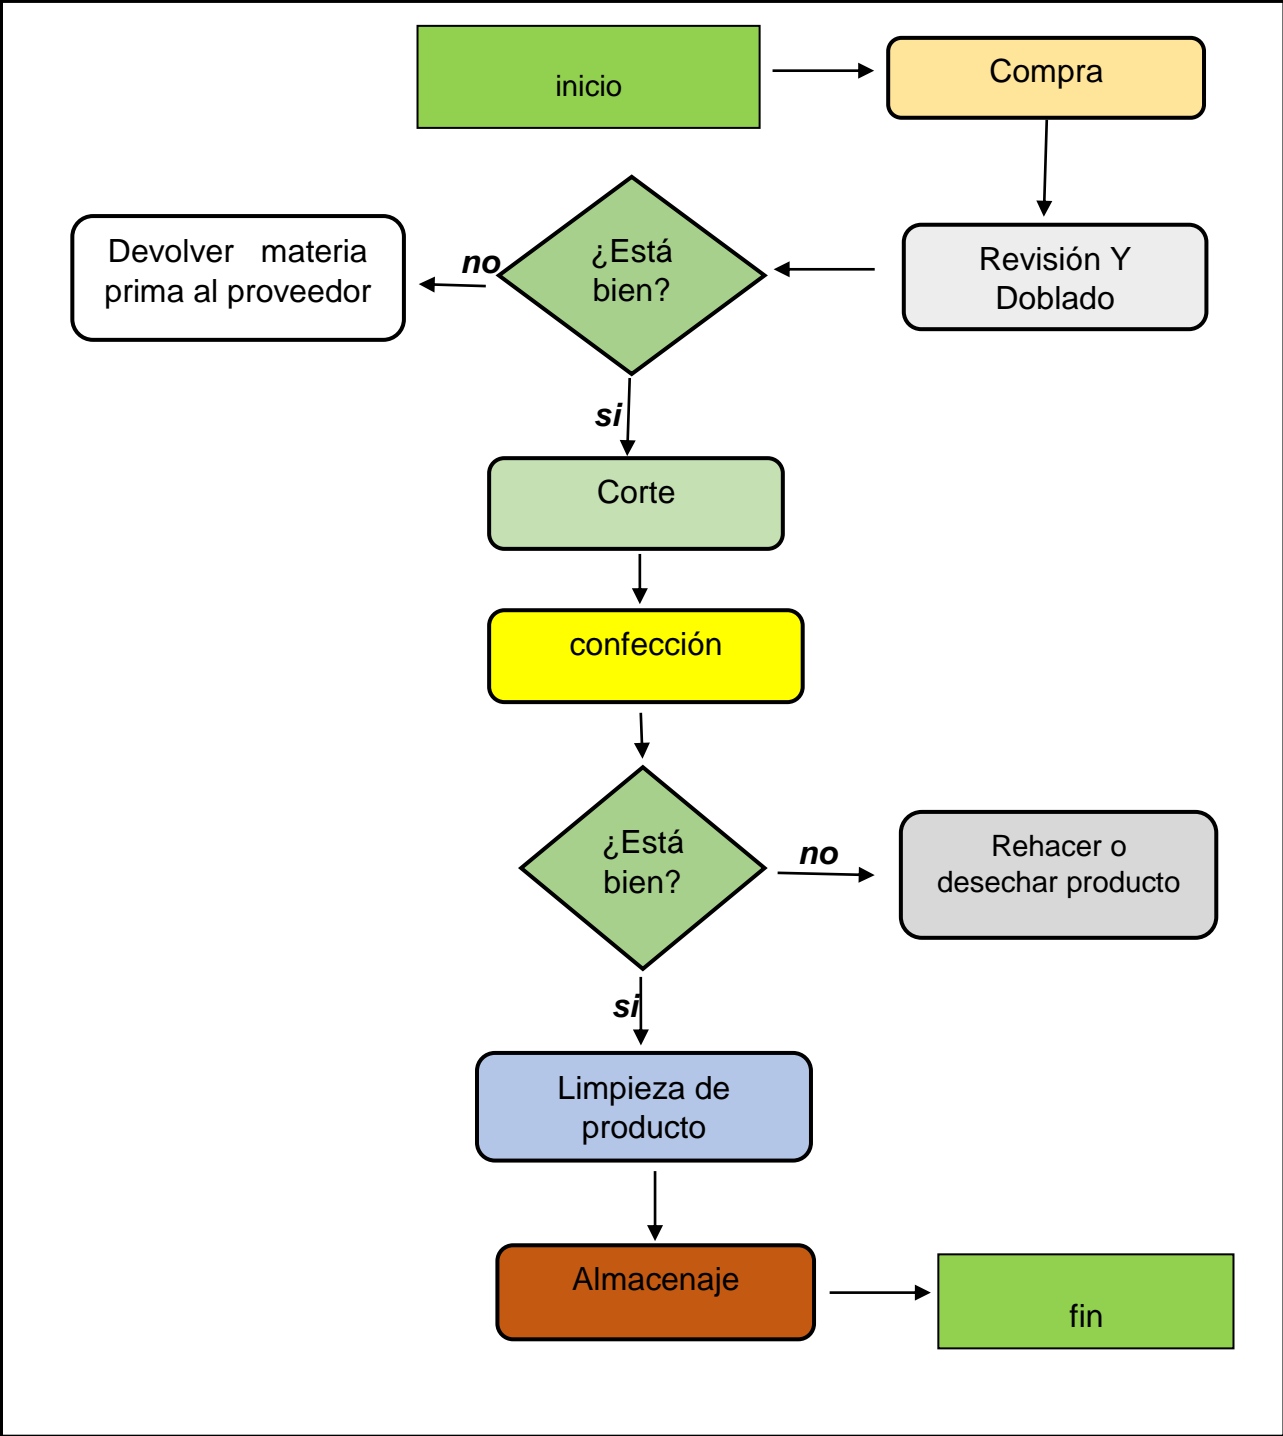 inicio
Compra
Devolver materia
prima al proveedor
no
¿Está
bien?
Revisión Y
Doblado
si
Corte
confección
¿Está
bien?
no
Rehacer o
desechar producto
si
Limpieza de
producto
Almacenaje
fin